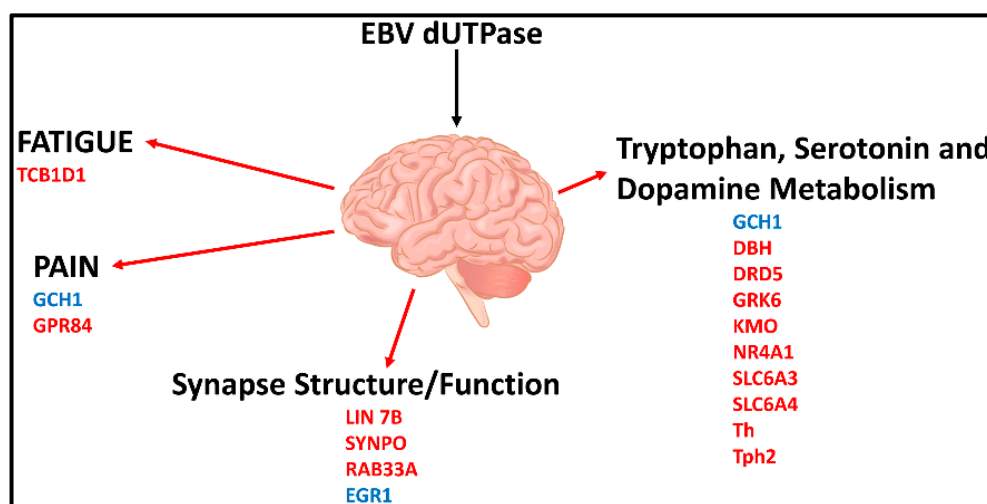 EBV dUTPase
FATIGUE
TCB1D1
PAIN
GCH1
GPR84
Synapse Structure/Function
LIN 7B
SYNPO
RAB33A
EGR1
Tryptophan, Serotonin and
Dopamine Metabolism
GCH1
DBH
DRD5
GRK6
KMO
NR4A1
SLC6A3
SLC6A4
Th
Tph2